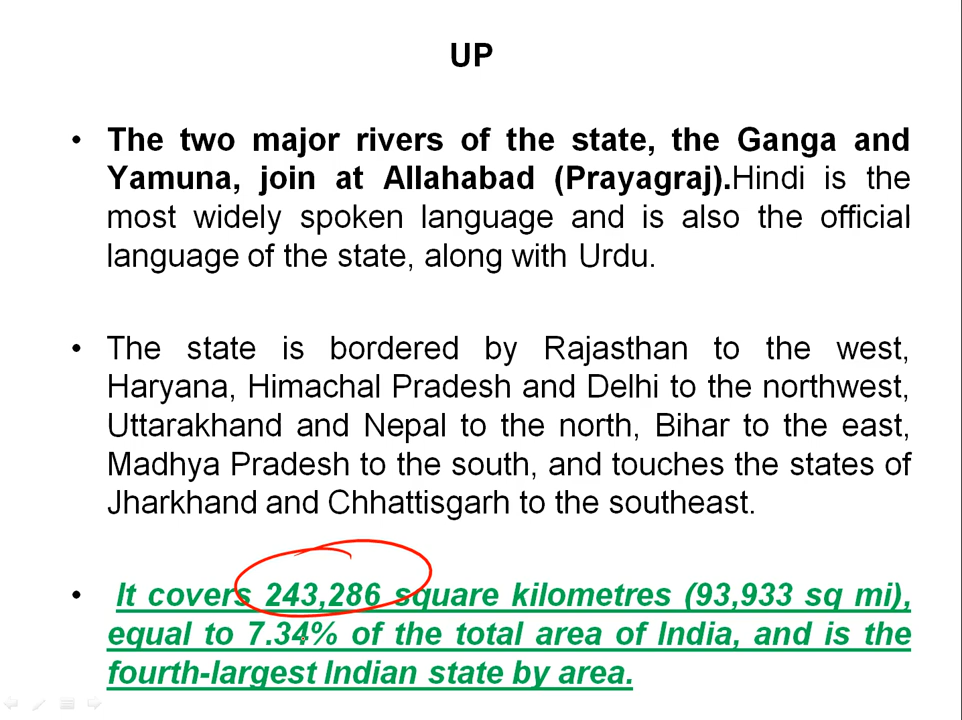 UP
• The two major rivers of the state, the Ganga and
Yamuna, join at Allahabad (Prayagraj).Hindi is the
most widely spoken language and is also the official
language of the state, along with Urdu.
• The state is bordered by Rajasthan to the west,
Haryana, Himachal Pradesh and Delhi to the northwest,
Uttarakhand and Nepal to the north, Bihar to the east,
Madhya Pradesh to the south, and touches the states of
Jharkhand and Chhattisgarh to the southeast.
• It covers 243,286 square kilometres (93,933 sq mi),
equal to 7.34% of the total area of India, and is the
fourth-largest Indian state by area.